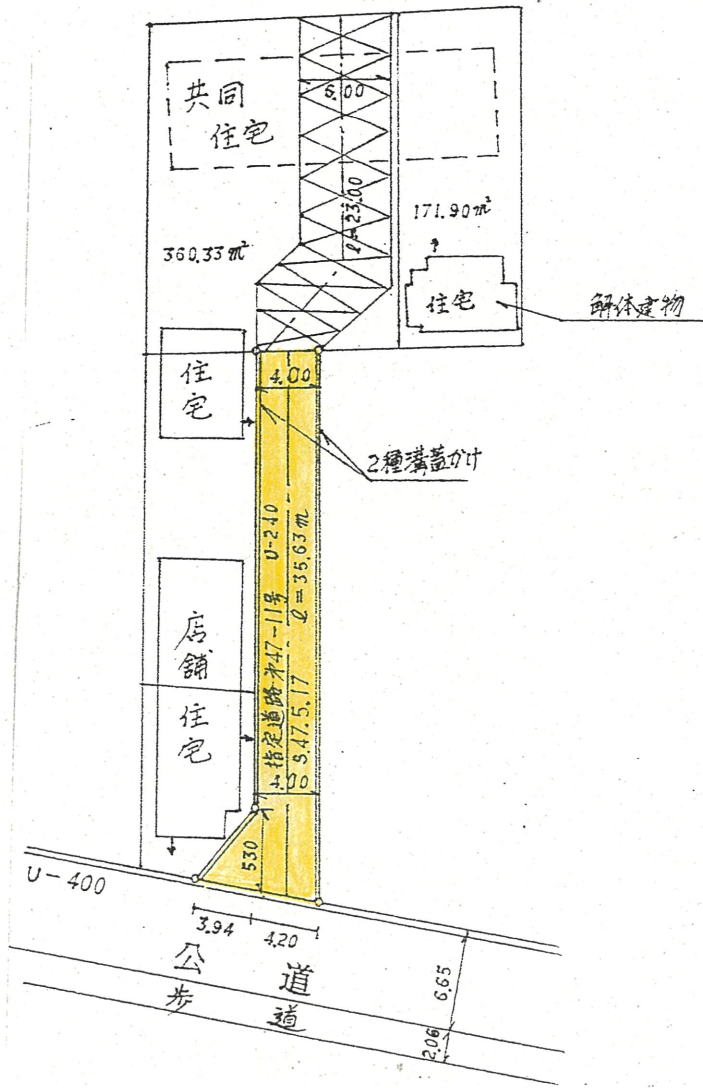 共同
住宅
6.00
ℓ=23.00
171.90㎡
360.33㎡
住宅
解体建物
住宅
4.00
2種溝蓋がけ
指定道路第47-11号 U-240
S.47.5.17 ℓ=35.63m
店舗
住宅
4.00
530
U-400
3.94
4.20
公道
歩道
6.65
2.06